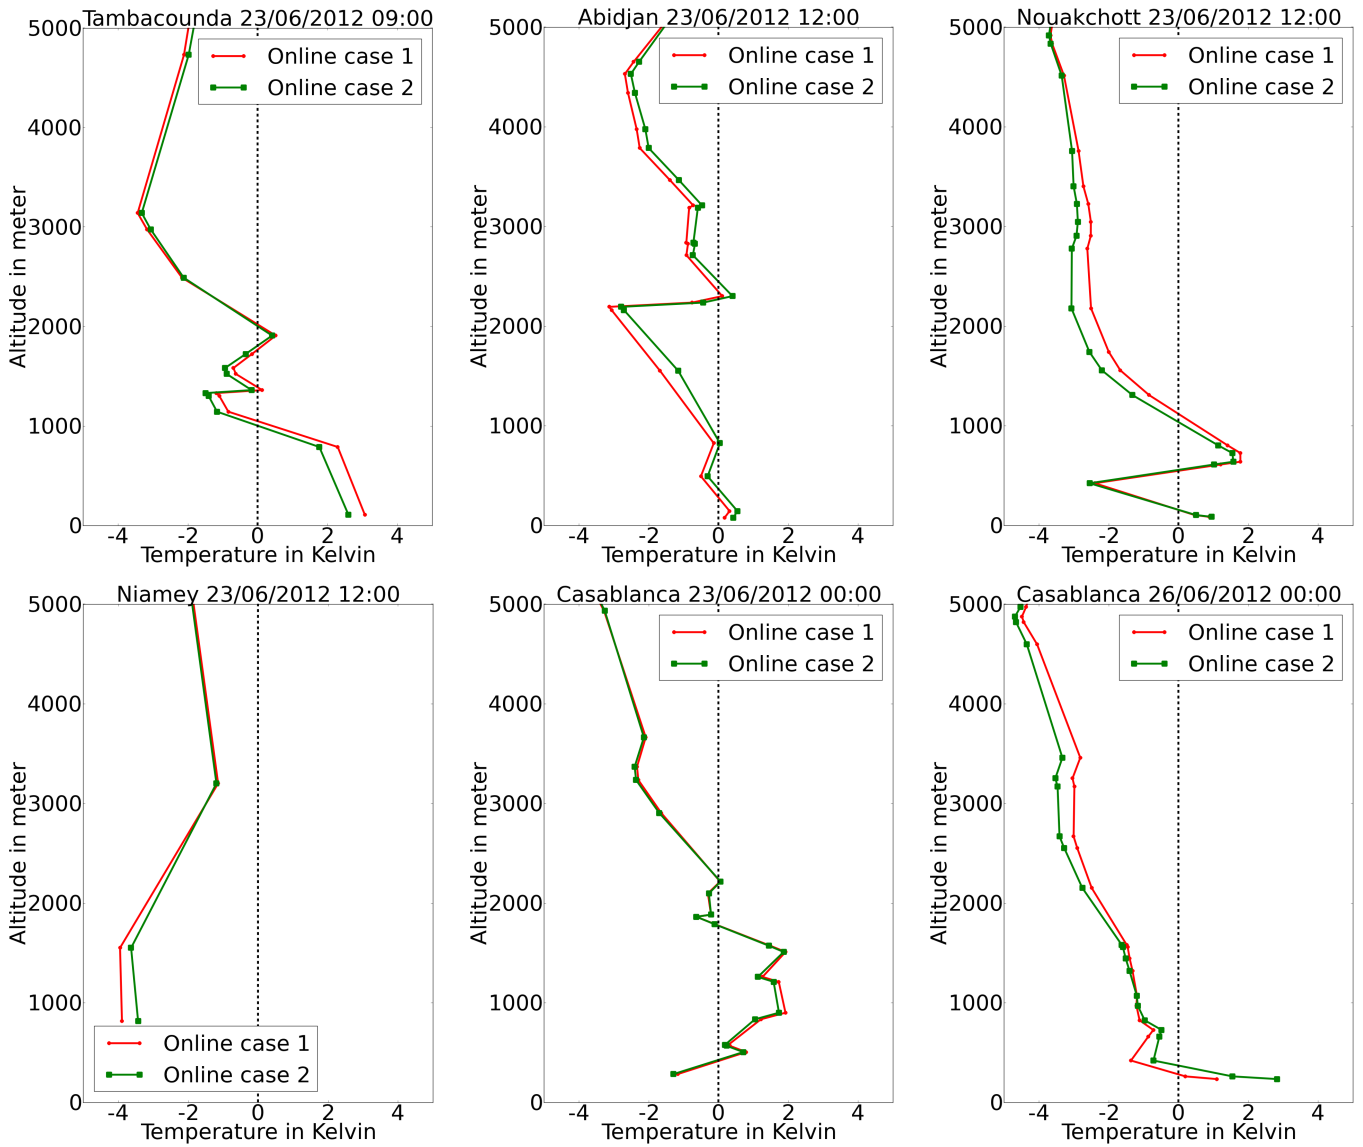 Tambacounda 23/06/2012 09:00
Online case 1
Online case 2
5000
4000
3000
2000
1000
0
Altitude in meter
-4 -2 0 2 4
Temperature in Kelvin
Abidjan 23/06/2012 12:00
Online case 1
Online case 2
5000
4000
3000
2000
1000
0
Altitude in meter
-4 -2 0 2 4
Temperature in Kelvin
Nouakchott 23/06/2012 12:00
Online case 1
Online case 2
5000
4000
3000
2000
1000
0
Altitude in meter
-4 -2 0 2 4
Temperature in Kelvin
Niamey 23/06/2012 12:00
5000
4000
3000
2000
1000
0
Altitude in meter
Online case 1
Online case 2
-4 -2 0 2 4
Temperature in Kelvin
Casablanca 23/06/2012 00:00
Online case 1
Online case 2
5000
4000
3000
2000
1000
0
Altitude in meter
-4 -2 0 2 4
Temperature in Kelvin
Casablanca 26/06/2012 00:00
Online case 1
Online case 2
5000
4000
3000
2000
1000
0
Altitude in meter
-4 -2 0 2 4
Temperature in Kelvin